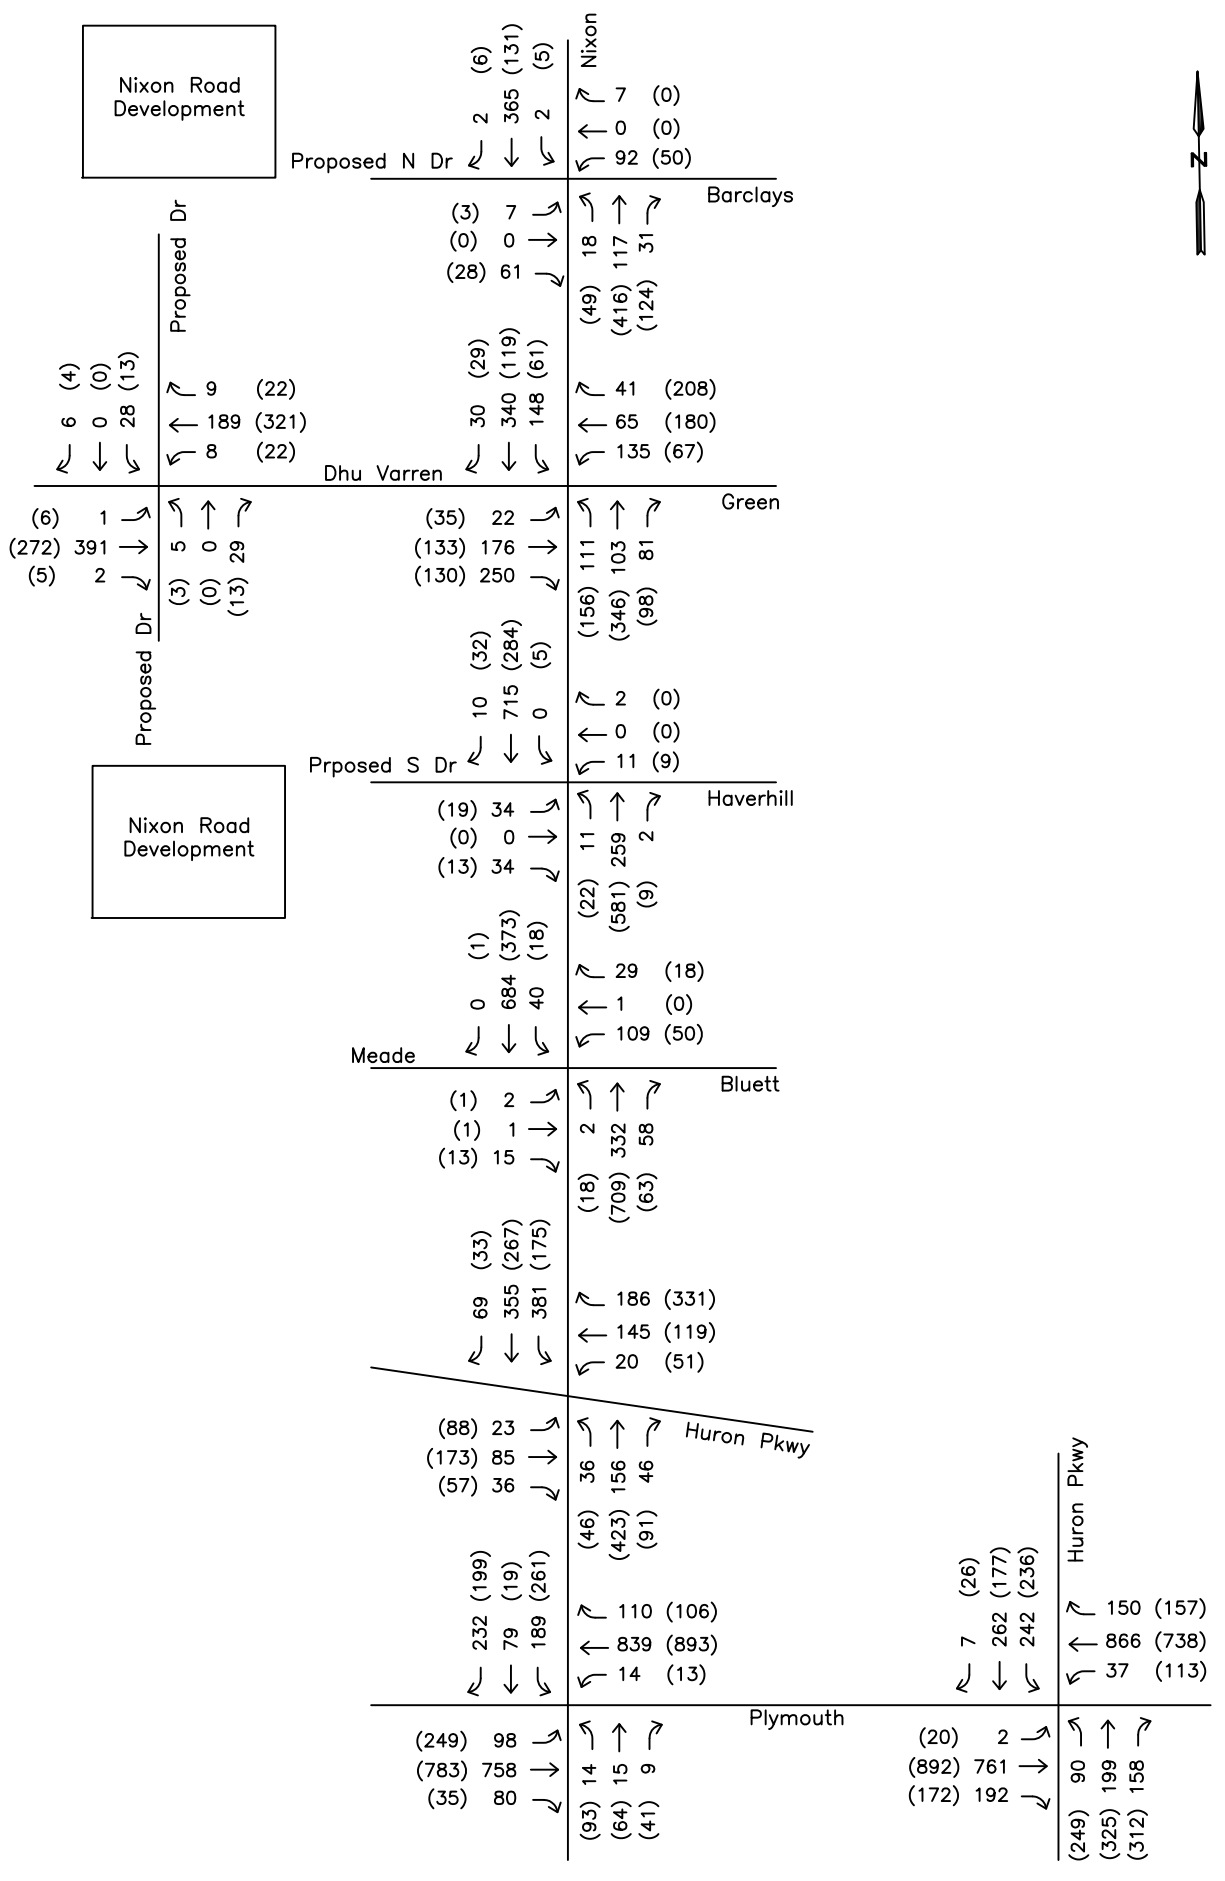 Nixon Road
Development
Nixon
(6) (131) (5)
2 365 2
7 (0)
0 (0)
92 (50)
Proposed N Dr
Barclays
N
(3) 7
(0) 0
(28) 61
18 117 31
(49) (416) (124)
Proposed Dr
(4) (0) (13)
6 0 28
9 (22)
189 (321)
8 (22)
(29) (119) (61)
30 340 148
41 (208)
65 (180)
135 (67)
Dhu Varren
Green
(6) 1
(272) 391
(5) 2
5 0 29
(3) (0) (13)
Proposed Dr
(35) 22
(133) 176
(130) 250
111 103 81
(156) (346) (98)
(32) (284) (5)
10 715 0
2 (0)
0 (0)
11 (9)
Prposed S Dr
Haverhill
Nixon Road
Development
(19) 34
(0) 0
(13) 34
11 259 2
(22) (581) (9)
(1) (373) (18)
0 684 40
29 (18)
1 (0)
109 (50)
Meade
Bluett
(1) 2
(1) 1
(13) 15
2 332 58
(18) (709) (63)
(33) (267) (175)
69 355 381
186 (331)
145 (119)
20 (51)
Huron Pkwy
(88) 23
(173) 85
(57) 36
36 156 46
(46) (423) (91)
(199) (19) (261)
232 79 189
110 (106)
839 (893)
14 (13)
Plymouth
(249) 98
(783) 758
(35) 80
14 15 9
(93) (64) (41)
Huron Pkwy
(26) (177) (236)
7 262 242
150 (157)
866 (738)
37 (113)
(20) 2
(892) 761
(172) 192
90 199 158
(249) (325) (312)